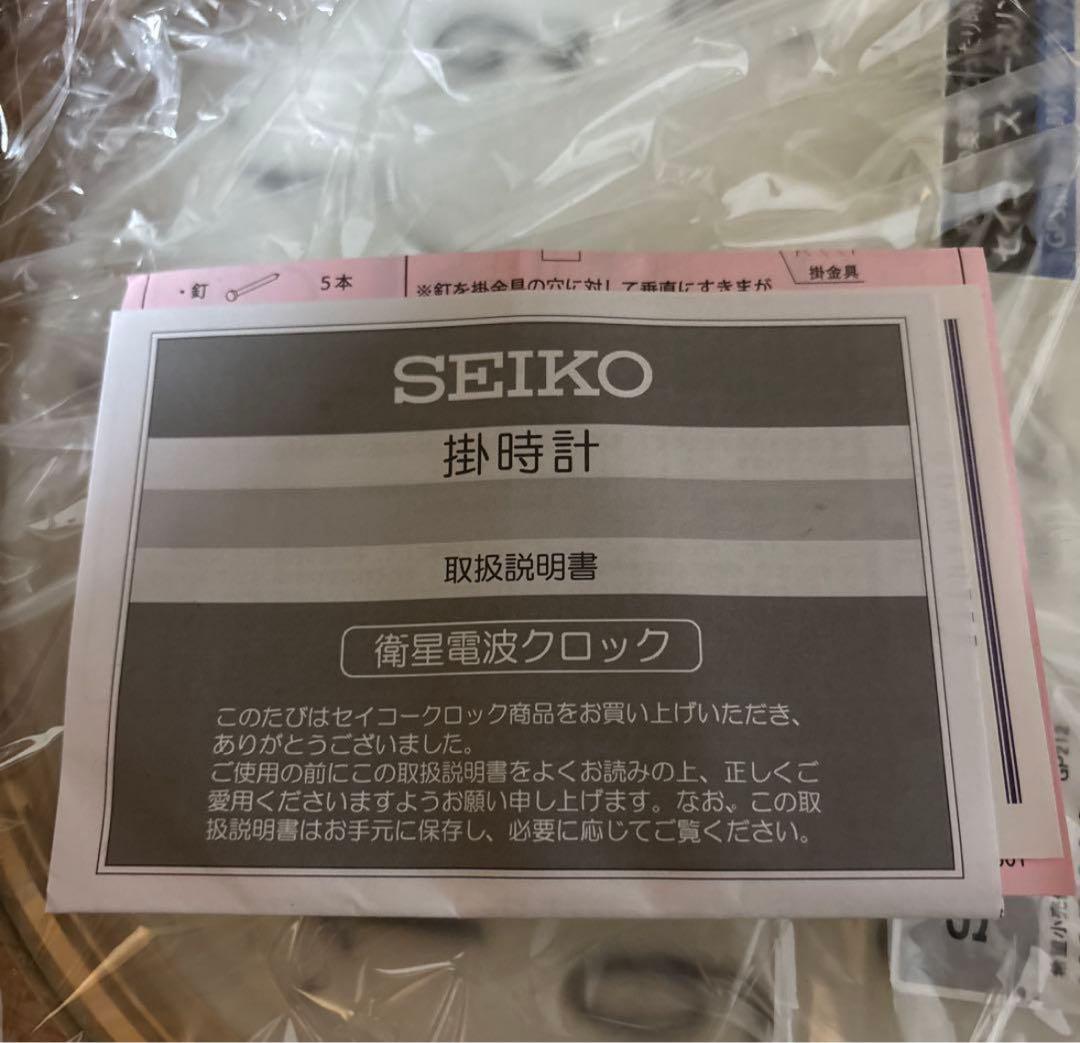 ・釘 5本
※釘を掛金具の穴に対して垂直にすきまが
掛金具
SEIKO
掛時計
取扱説明書
衛星電波クロック
このたびはセイコークロック商品をお買い上げいただき、
ありがとうございました。
ご使用の前にこの取扱説明書をよくお読みの上、正しくご
愛用くださいますようお願い申し上げます。なお、この取
扱説明書はお手元に保存し、必要に応じてご覧ください。
GP212